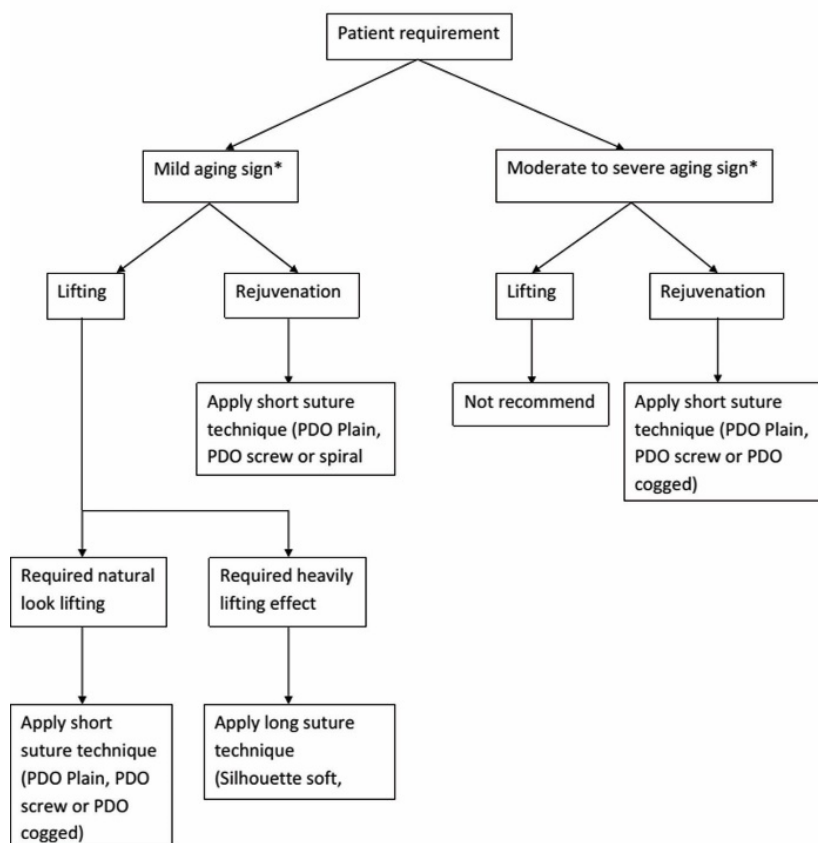 Patient requirement
Mild aging sign*
Moderate to severe aging sign*
Lifting
Rejuvenation
Lifting
Rejuvenation
Apply short suture
technique (PDO Plain,
PDO screw or spiral
Not recommend
Apply short suture
technique (PDO Plain,
PDO screw or PDO
cogged)
Required natural
look lifting
Required heavily
lifting effect
Apply short
suture technique
(PDO Plain, PDO
screw or PDO
cogged)
Apply long suture
technique
(Silhouette soft,